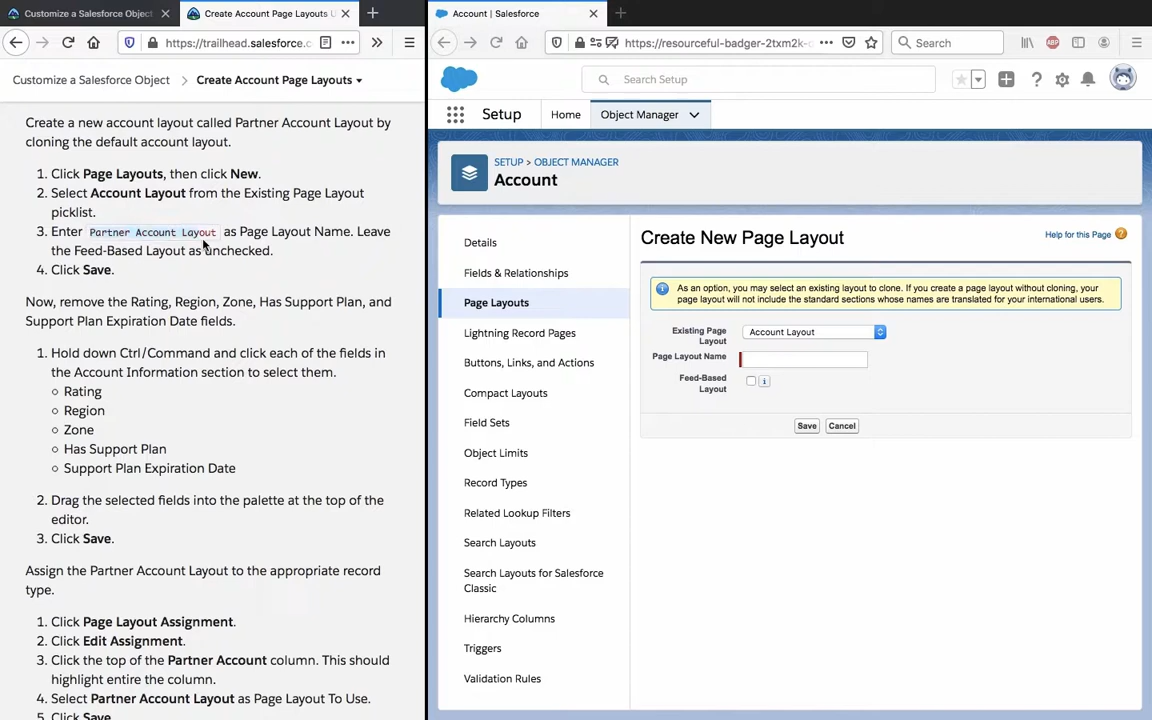 Customize a Salesforce Object
Create Account Page Layouts U
Account | Salesforce
https://trailhead.salesforce.c
https://resourceful-badger-2txm2k-c
Search
Customize a Salesforce Object > Create Account Page Layouts
Search Setup
Setup
Home
Object Manager
Create a new account layout called Partner Account Layout by
cloning the default account layout.
1. Click Page Layouts, then click New.
2. Select Account Layout from the Existing Page Layout
picklist.
3. Enter Partner Account Layout as Page Layout Name. Leave
the Feed-Based Layout as unchecked.
4. Click Save.
Now, remove the Rating, Region, Zone, Has Support Plan, and
Support Plan Expiration Date fields.
1. Hold down Ctrl/Command and click each of the fields in
the Account Information section to select them.
Rating
Region
Zone
Has Support Plan
Support Plan Expiration Date
2. Drag the selected fields into the palette at the top of the
editor.
3. Click Save.
Assign the Partner Account Layout to the appropriate record
type.
1. Click Page Layout Assignment.
2. Click Edit Assignment.
3. Click the top of the Partner Account column. This should
highlight entire the column.
4. Select Partner Account Layout as Page Layout To Use.
5. Click Save
SETUP > OBJECT MANAGER
Account
Details
Fields & Relationships
Page Layouts
Lightning Record Pages
Buttons, Links, and Actions
Compact Layouts
Field Sets
Object Limits
Record Types
Related Lookup Filters
Search Layouts
Search Layouts for Salesforce
Classic
Hierarchy Columns
Triggers
Validation Rules
Create New Page Layout
Help for this Page
As an option, you may select an existing layout to clone. If you create a page layout without cloning, your
page layout will not include the standard sections whose names are translated for your international users.
Existing Page
Layout
Account Layout
Page Layout Name
Feed-Based
Layout
Save
Cancel